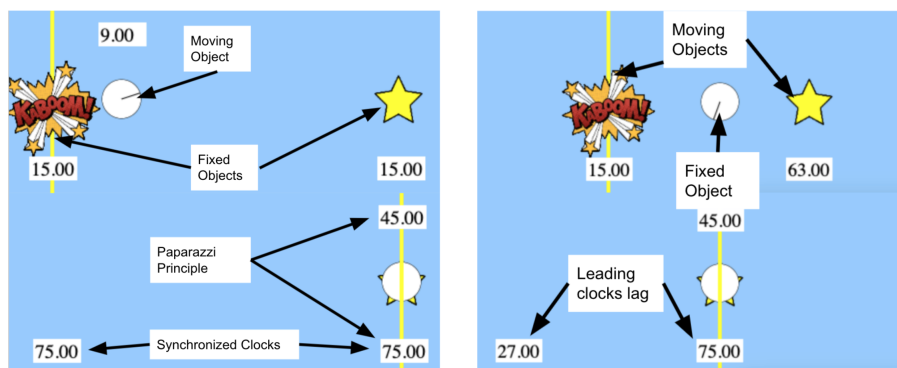 9.00
Moving
Object
KABOOM!
Fixed
Objects
15.00
15.00
Paparazzi
Principle
45.00
Synchronized Clocks
75.00
75.00
Moving
Objects
KABOOM!
Fixed
Object
15.00
63.00
45.00
Leading
clocks lag
27.00
75.00